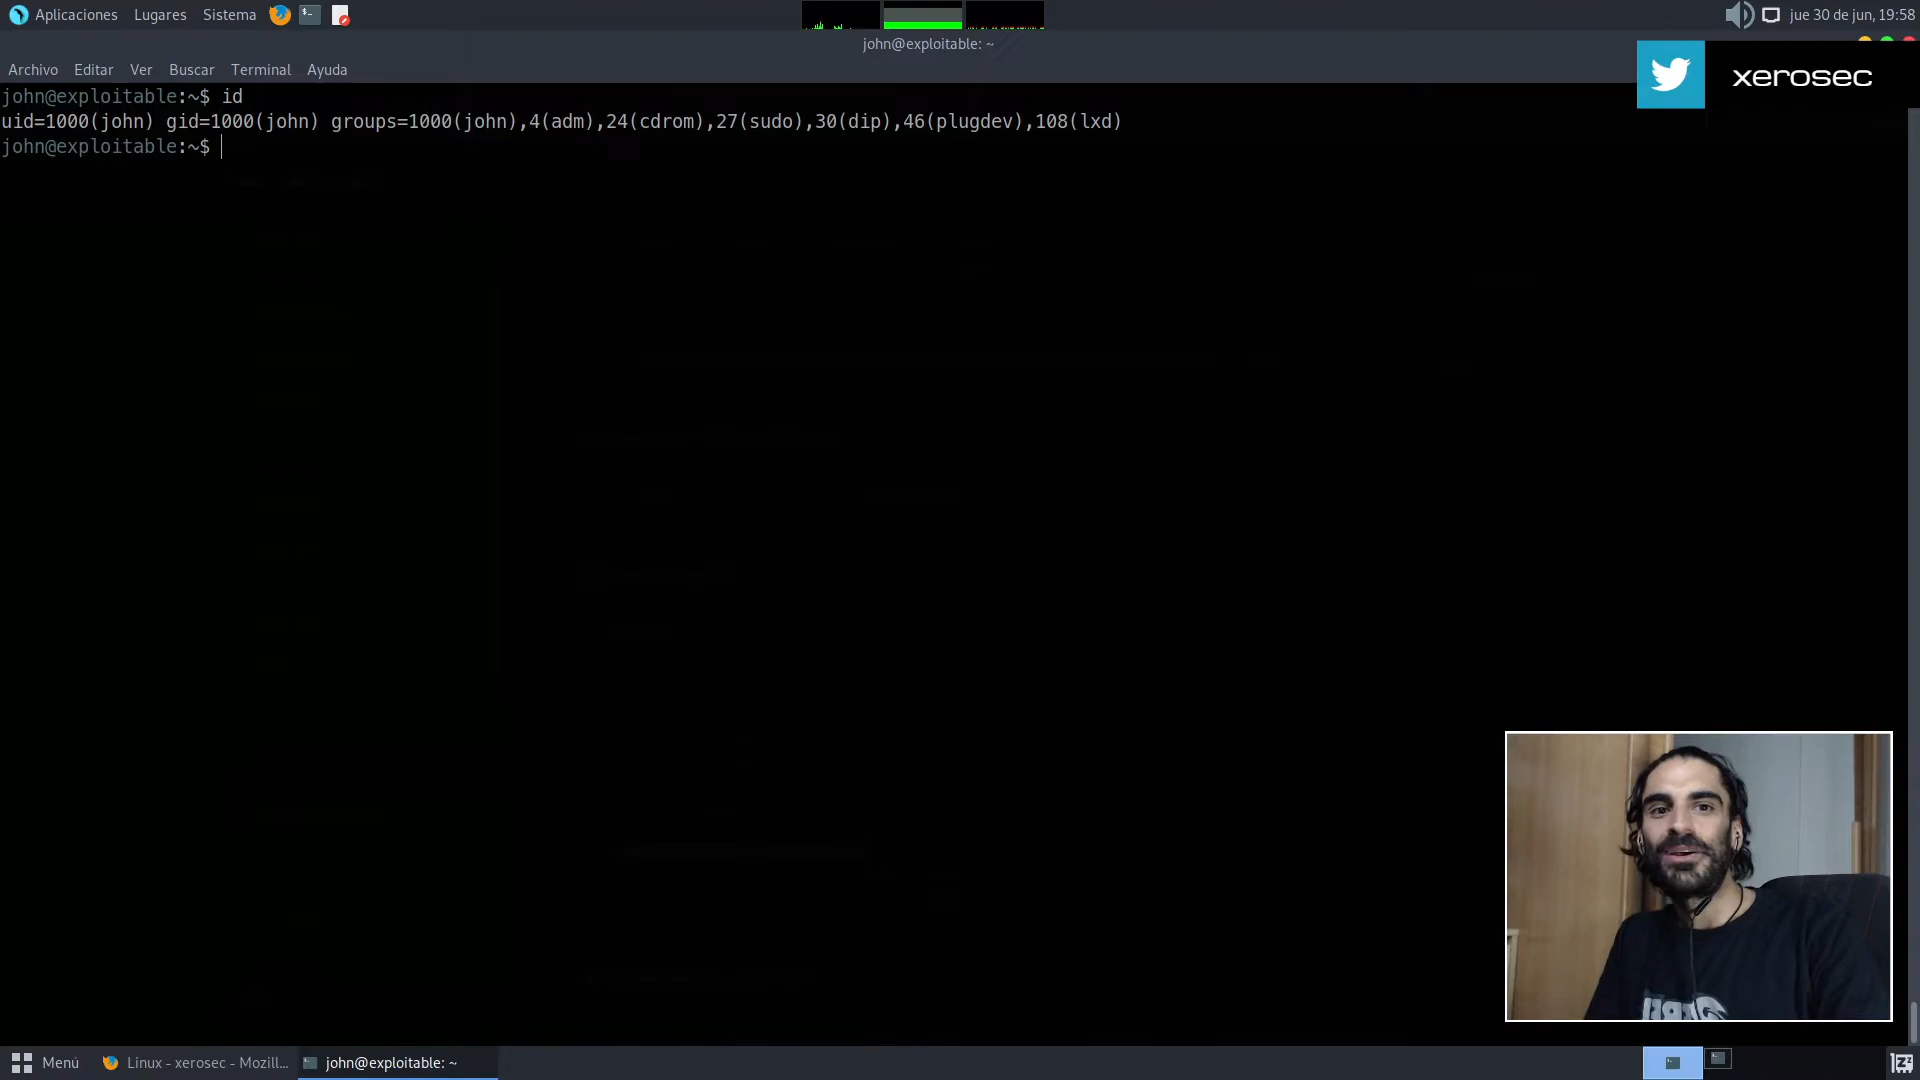 Aplicaciones Lugares Sistema
jue 30 de jun, 19:58
john@exploitable: ~
Archivo Editar Ver Buscar Terminal Ayuda
xerosec
john@exploitable:~$ id
uid=1000(john) gid=1000(john) groups=1000(john),4(adm),24(cdrom),27(sudo),30(dip),46(plugdev),108(lxd)
john@exploitable:~$
Menú
Linux - xerosec - Mozill...
john@exploitable: ~